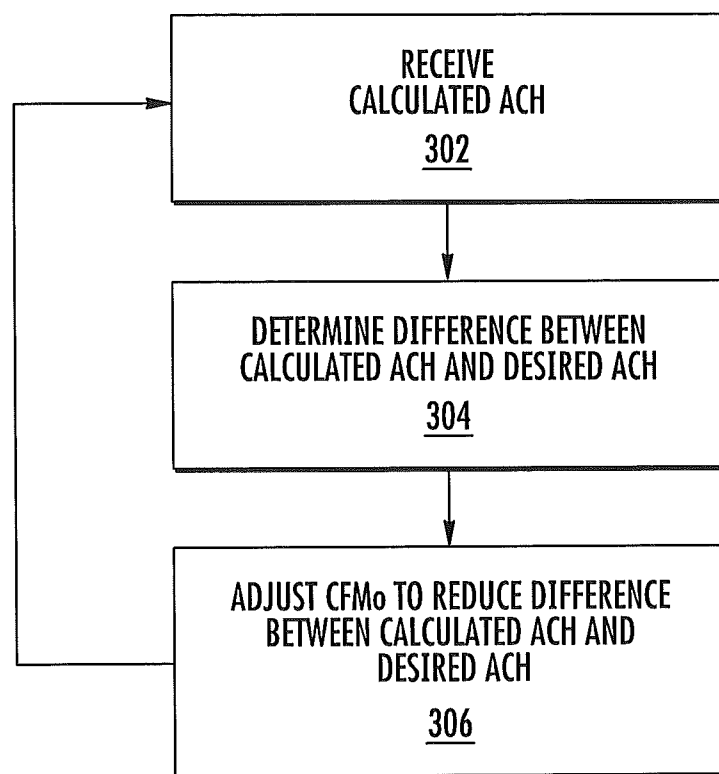 RECEIVE
CALCULATED ACH
302
DETERMINE DIFFERENCE BETWEEN
CALCULATED ACH AND DESIRED ACH
304
ADJUST CFMo TO REDUCE DIFFERENCE
BETWEEN CALCULATED ACH AND
DESIRED ACH
306